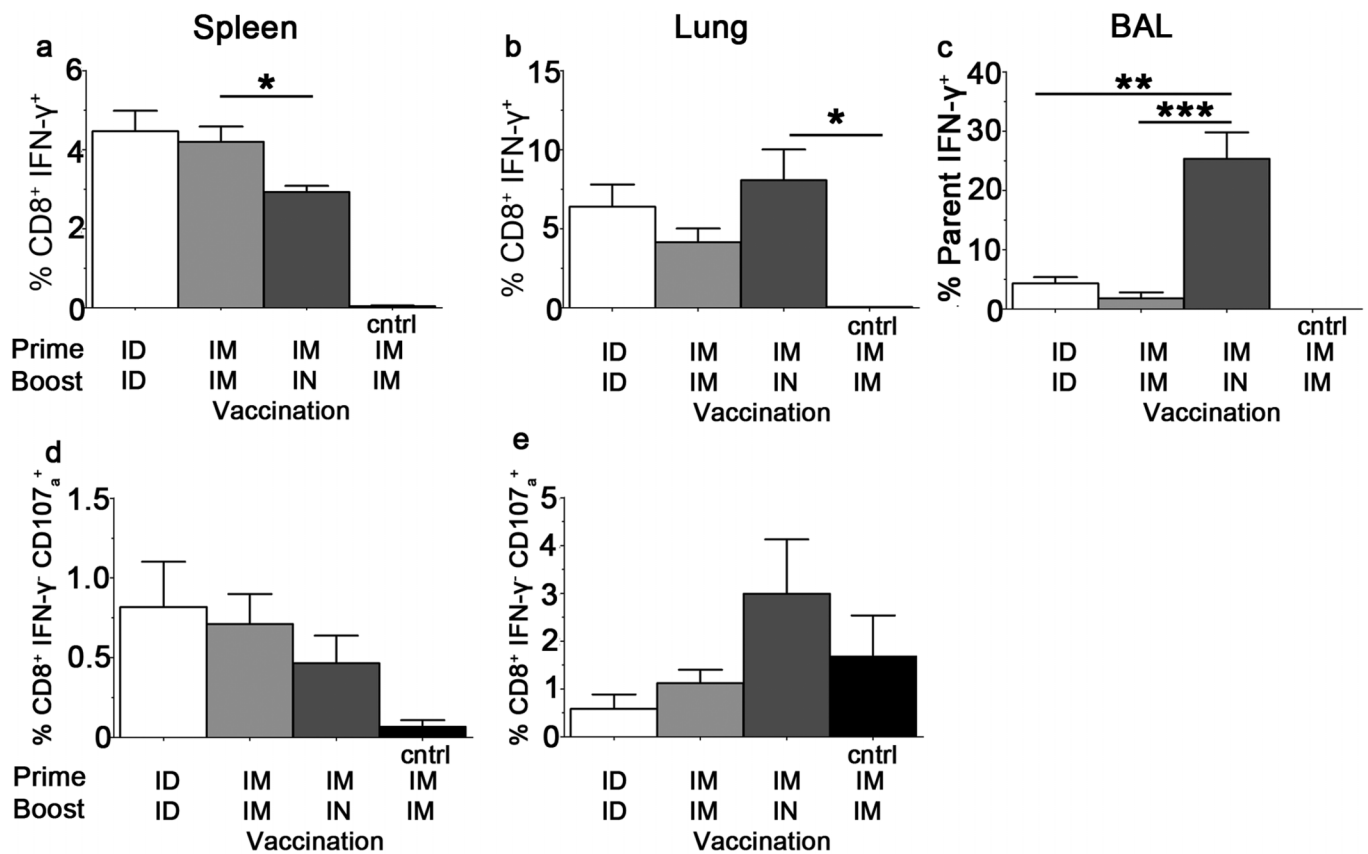 Spleen
a
% CD8⁺ IFN-γ⁺
6
4
2
0
*
cntrl
Prime ID IM IM IM
Boost ID IM IN IM
Vaccination
Lung
b
% CD8⁺ IFN-γ⁺
15
10
5
0
*
cntrl
ID IM IM IM
ID IM IN IM
Vaccination
BAL
c
% Parent IFN-γ⁺
40
30
20
10
0
**
***
cntrl
ID IM IM IM
ID IM IN IM
Vaccination
d
% CD8⁺ IFN-γ⁻ CD107ₐ⁺
1.5
1.0
0.5
0
cntrl
Prime ID IM IM IM
Boost ID IM IN IM
Vaccination
e
% CD8⁺ IFN-γ⁻ CD107ₐ⁺
5
4
3
2
1
0
cntrl
ID IM IM IM
ID IM IN IM
Vaccination